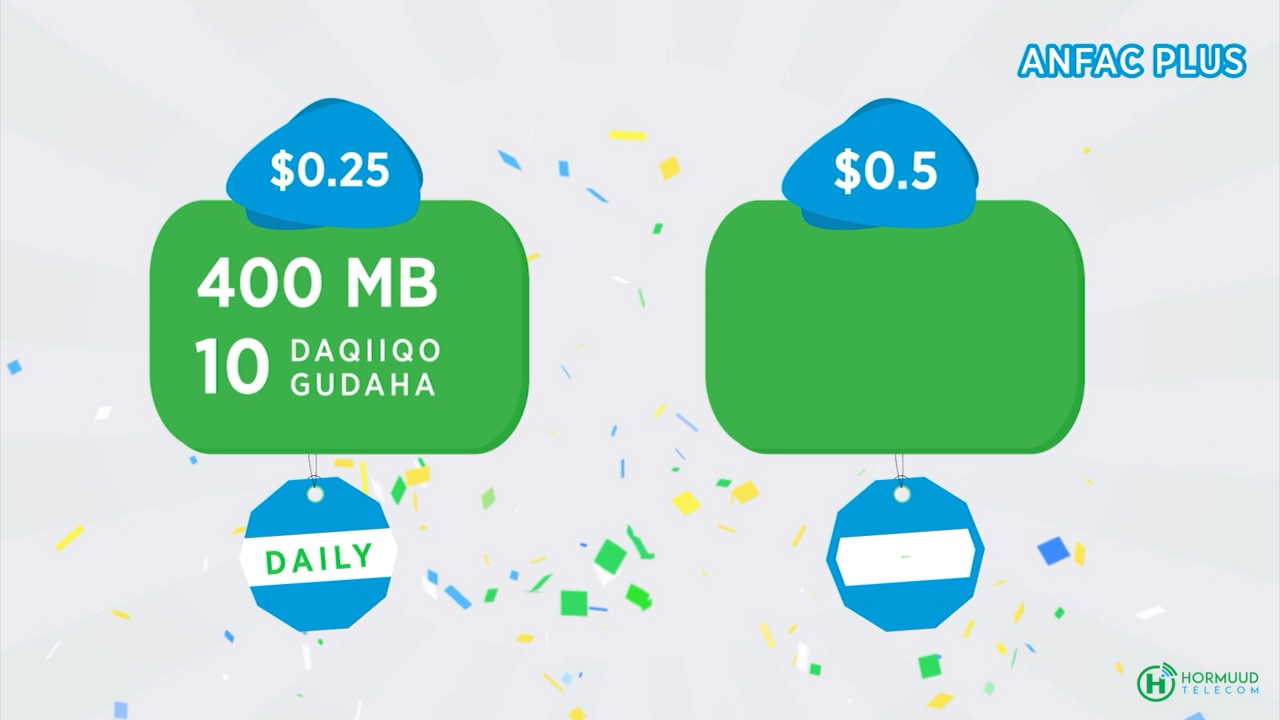 ANFAC PLUS
$0.25
400 MB
10 DAQIIQO
GUDAHA
DAILY
$0.5
HORMUUD
TELECOM